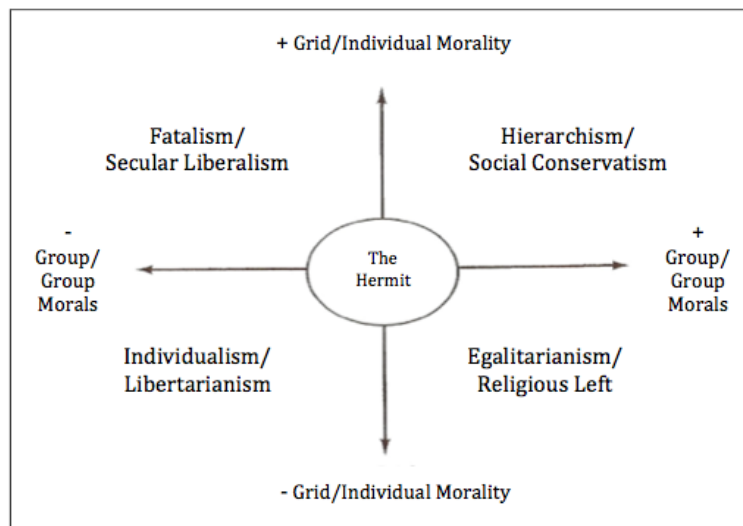 + Grid/Individual Morality
Fatalism/
Secular Liberalism
Hierarchism/
Social Conservatism
-
Group/
Group
Morals
The
Hermit
+
Group/
Group
Morals
Individualism/
Libertarianism
Egalitarianism/
Religious Left
- Grid/Individual Morality